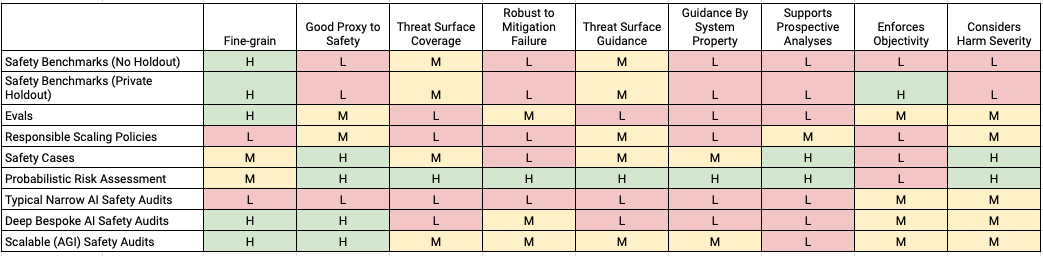 Fine-grain Good Proxy to Safety Threat Surface Coverage Robust to Mitigation Failure Threat Surface Guidance Guidance By System Property Supports Prospective Analyses Enforces Objectivity Considers Harm Severity
Safety Benchmarks (No Holdout) H L M L M L L L L
Safety Benchmarks (Private Holdout) H L M L M L L H L
Evals H M L M L L L M M
Responsible Scaling Policies L M L L M L M L M
Safety Cases M H M L M M H L H
Probabilistic Risk Assessment M H H H H H H L H
Typical Narrow AI Safety Audits L L L L L L L M M
Deep Bespoke AI Safety Audits H H L M L L L M M
Scalable (AGI) Safety Audits H H M M M M L M M